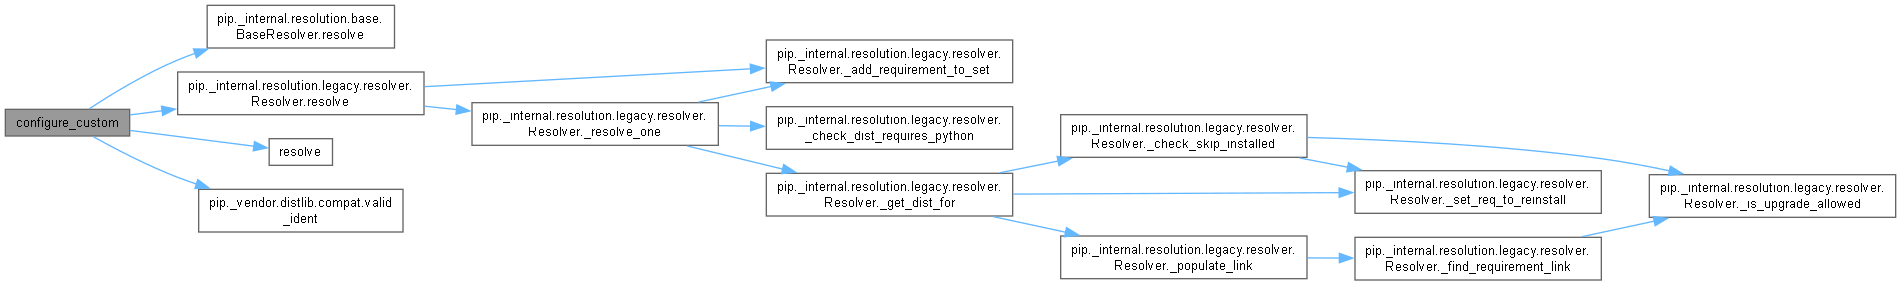 configure_custom
pip._internal.resolution.base.
BaseResolver.resolve
pip._internal.resolution.legacy.resolver.
Resolver.resolve
resolve
pip._vendor.distlib.compat.valid
_ident
pip._internal.resolution.legacy.resolver.
Resolver._resolve_one
pip._internal.resolution.legacy.resolver.
Resolver._add_requirement_to_set
pip._internal.resolution.legacy.resolver.
_check_dist_requires_python
pip._internal.resolution.legacy.resolver.
Resolver._get_dist_for
pip._internal.resolution.legacy.resolver.
Resolver._check_skip_installed
pip._internal.resolution.legacy.resolver.
Resolver._populate_link
pip._internal.resolution.legacy.resolver.
Resolver._set_req_to_reinstall
pip._internal.resolution.legacy.resolver.
Resolver._find_requirement_link
pip._internal.resolution.legacy.resolver.
Resolver._is_upgrade_allowed